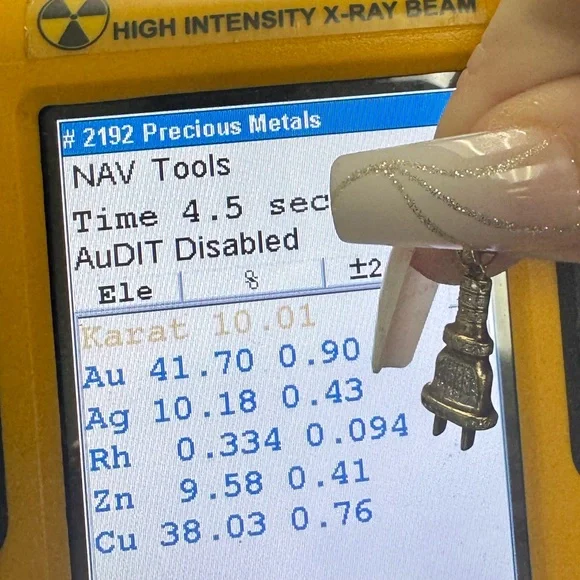 HIGH INTENSITY X-RAY BEAM
# 2192 Precious Metals
NAV Tools
Time 4.5 sec
AuDIT Disabled
Ele % ±2
Karat 10.01
Au 41.70 0.90
Ag 10.18 0.43
Rh 0.334 0.094
Zn 9.58 0.41
Cu 38.03 0.76